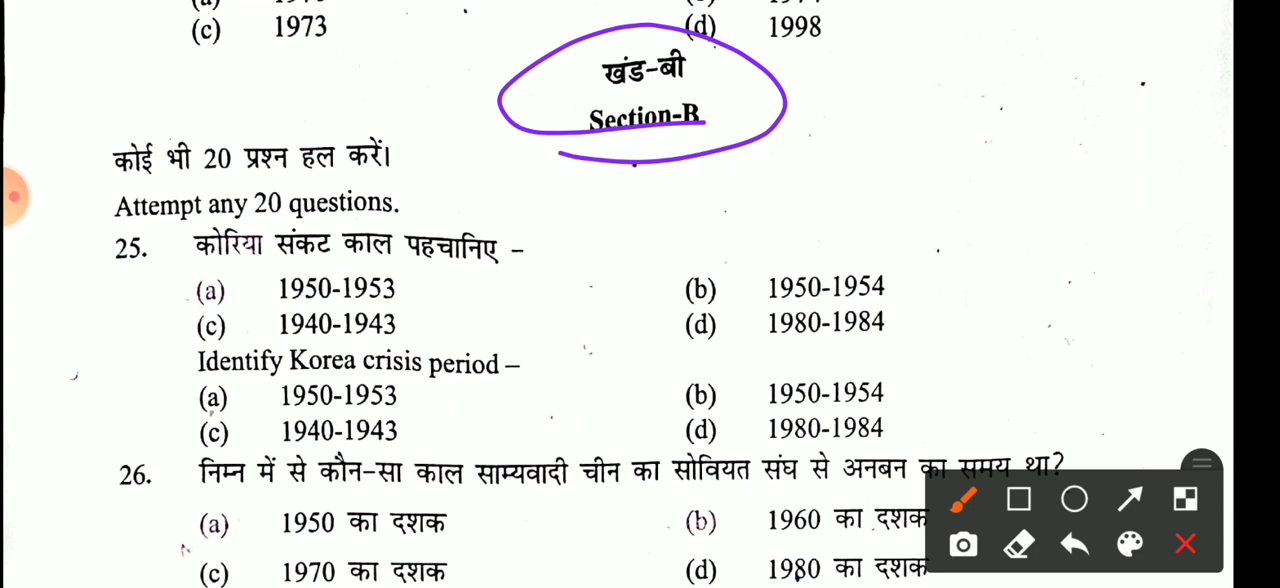 (c) 1973 (d) 1998
खंड-बी
Section-B
कोई भी 20 प्रश्न हल करें।
Attempt any 20 questions.
25. कोरिया संकट काल पहचानिए –
(a) 1950-1953 (b) 1950-1954
(c) 1940-1943 (d) 1980-1984
Identify Korea crisis period –
(a) 1950-1953 (b) 1950-1954
(c) 1940-1943 (d) 1980-1984
26. निम्न में से कौन-सा काल साम्यवादी चीन का सोवियत संघ से अनबन का समय था?
(a) 1950 का दशक (b) 1960 का दशक
(c) 1970 का दशक (d) 1980 का दशक